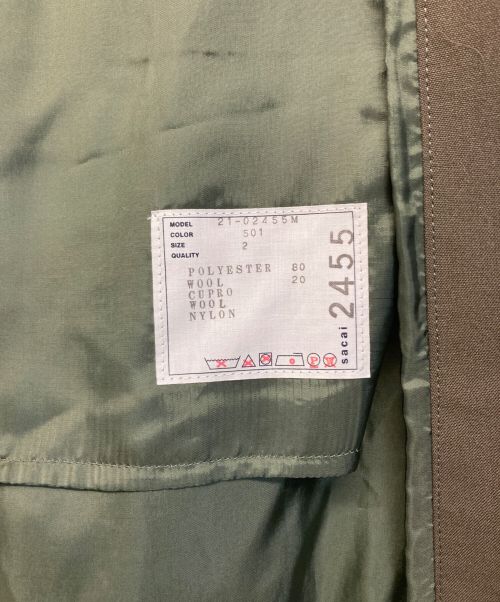 MODEL 21-02455M
COLOR 501
SIZE 2
QUALITY
POLYESTER 80
WOOL 20
CUPRO
WOOL
NYLON
sacai 2455